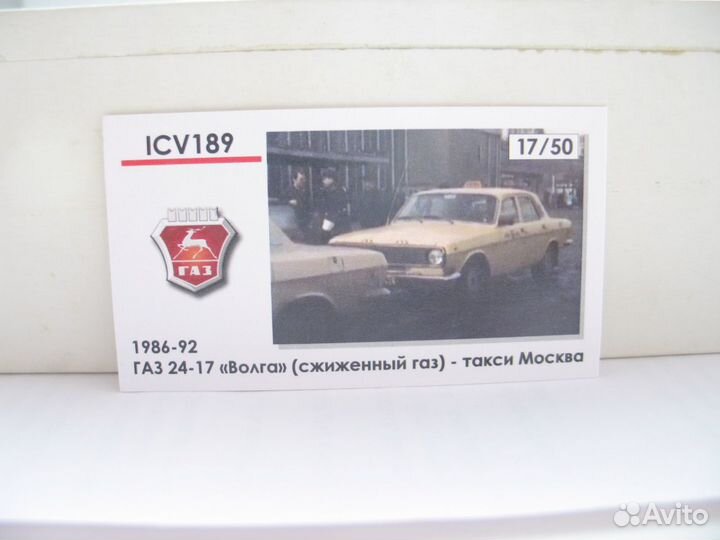 ICV189
17/50
ГАЗ
1986-92
ГАЗ 24-17 «Волга» (сжиженный газ) - такси Москва
Avito